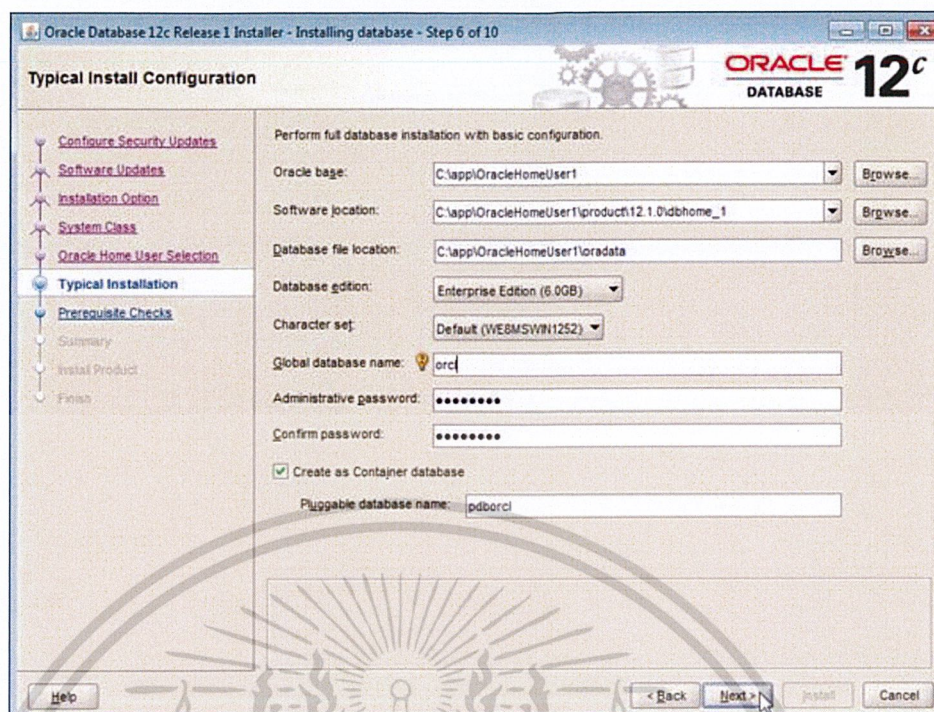 Oracle Database 12c Release 1 Installer - Installing database - Step 6 of 10
Typical Install Configuration
ORACLE
DATABASE
12c
Configure Security Updates
Software Updates
Installation Option
System Class
Oracle Home User Selection
Typical Installation
Prerequisite Checks
Summary
Install Product
Finish
Perform full database installation with basic configuration.
Oracle base: C:\app\OracleHomeUser1 Browse...
Software location: C:\app\OracleHomeUser1\product\12.1.0\dbhome_1 Browse...
Database file location: C:\app\OracleHomeUser1\oradata Browse...
Database edition: Enterprise Edition (6.0GB)
Character set: Default (WE8MSWIN1252)
Global database name: orcl
Administrative password: ●●●●●●●●
Confirm password: ●●●●●●●●
Create as Container database
Pluggable database name: pdborcl
Help < Back Next > Install Cancel